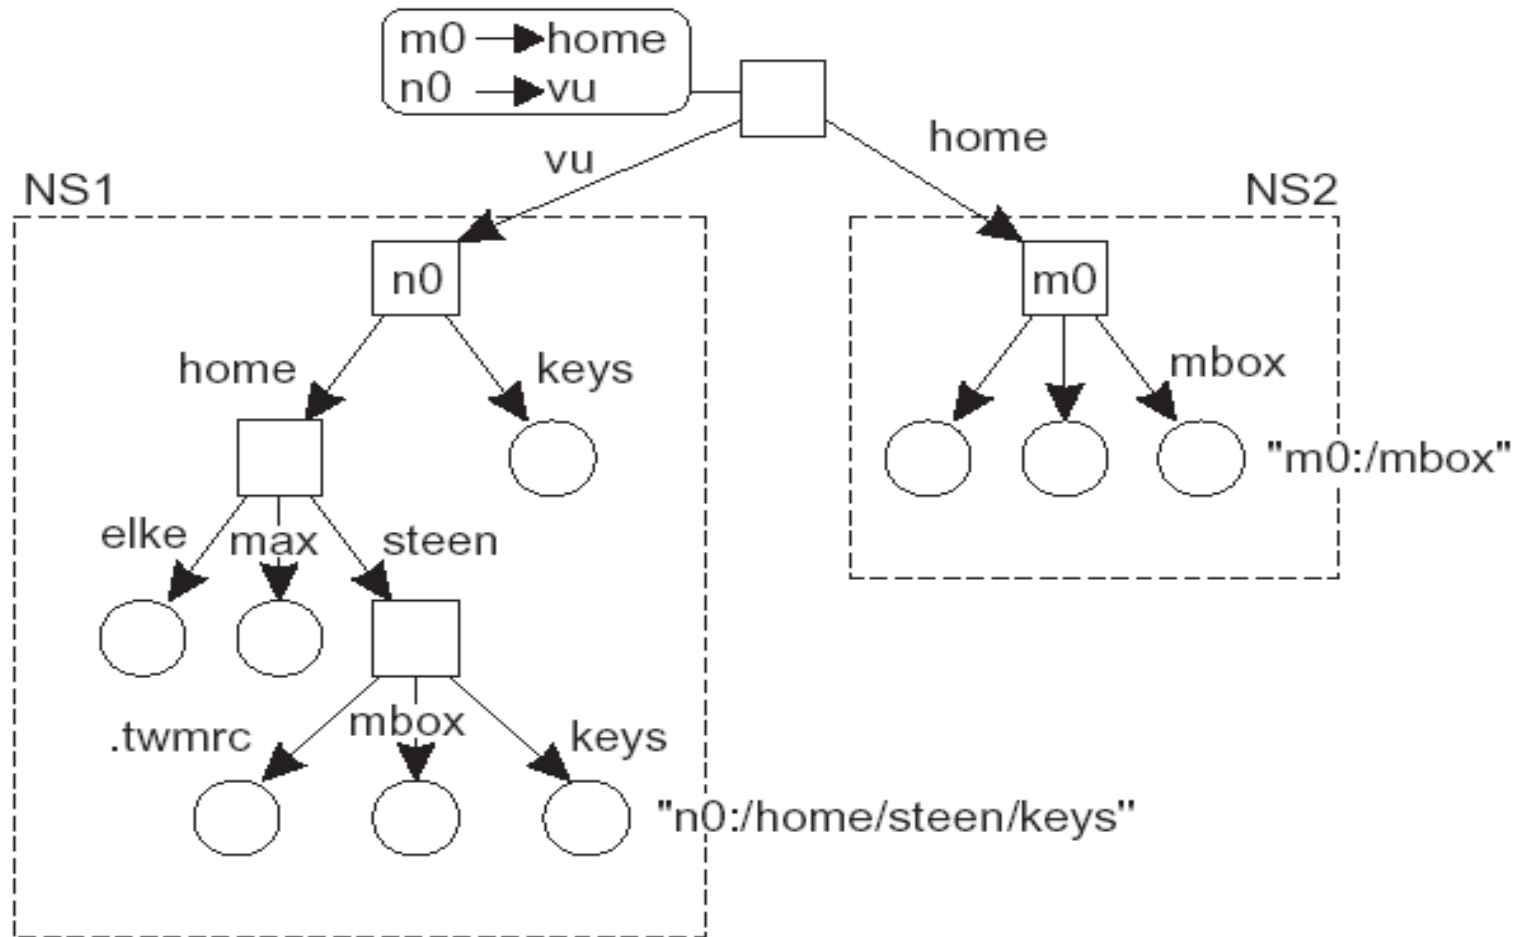 m0 → home
n0 → vu
vu
home
NS1
NS2
n0
m0
home
keys
mbox
"m0:/mbox"
elke
max
steen
.twmrc
mbox
keys
"n0:/home/steen/keys"